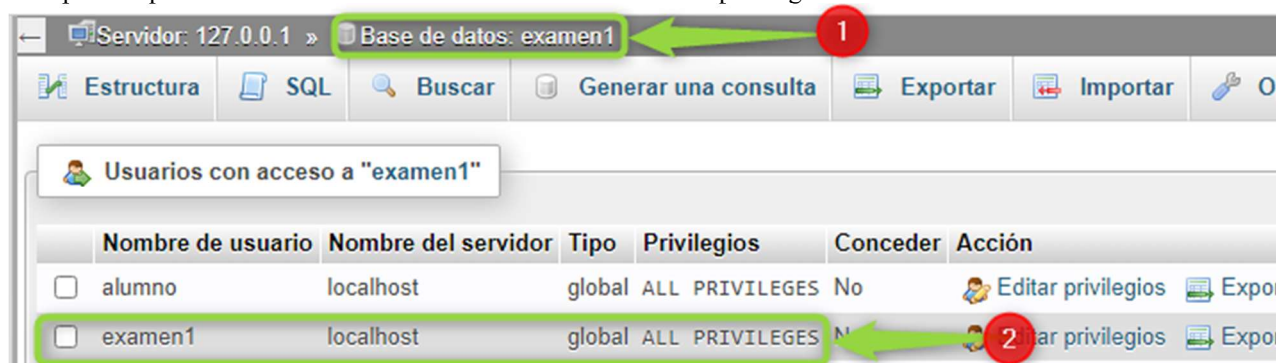 ← Servidor: 127.0.0.1 » Base de datos: examen1 1
Estructura SQL Buscar Generar una consulta Exportar Importar
Usuarios con acceso a "examen1"
Nombre de usuario Nombre del servidor Tipo Privilegios Conceder Acción
alumno localhost global ALL PRIVILEGES No Editar privilegios
examen1 localhost global ALL PRIVILEGES 2 privilegios